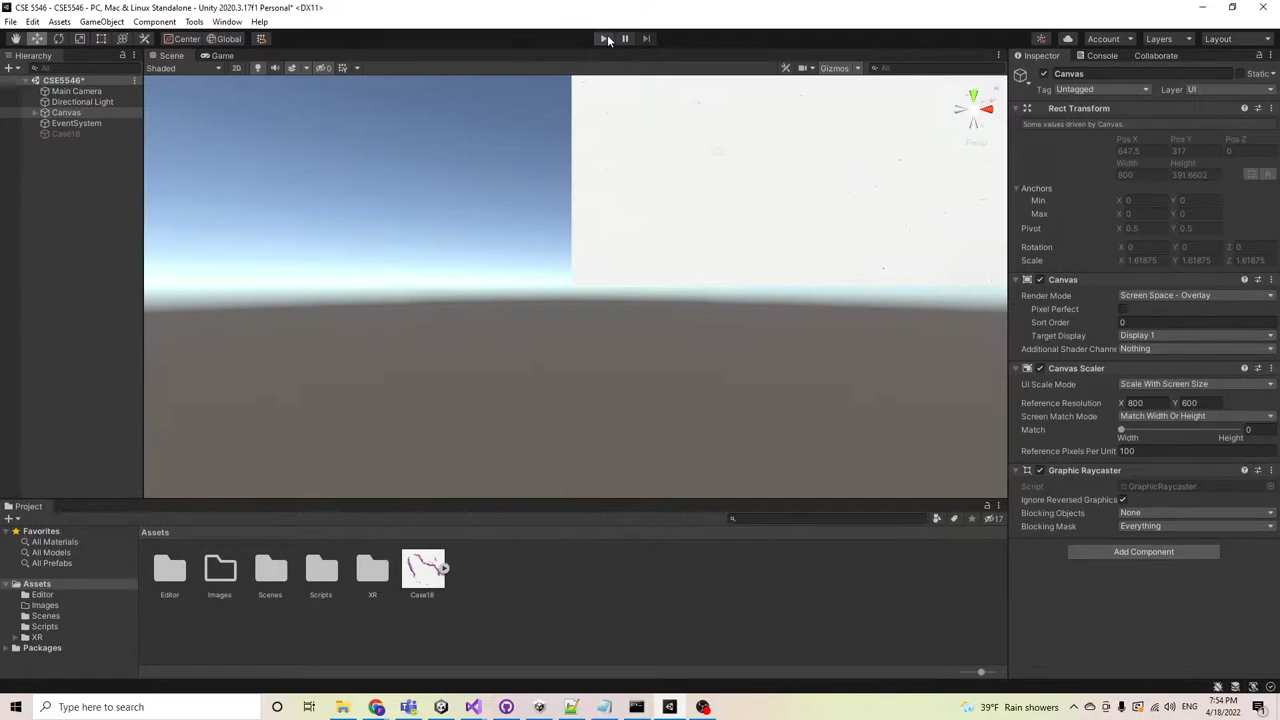 CSE 5546 - CSE5546 - PC, Mac & Linux Standalone - Unity 2020.3.17f1 Personal* <DX11>
File Edit Assets GameObject Component Tools Window Help
Center Global Account Layers Layout
Hierarchy Scene Game Inspector Console Collaborate
All Shaded 2D 0 Gizmos All
CSE5546*
Main Camera
Directional Light
Canvas
EventSystem
Case18
Persp
Canvas Static
Tag Untagged Layer UI
Rect Transform
Some values driven by Canvas.
Pos X Pos Y Pos Z
647.5 317 0
Width Height
800 391.6602 R
Anchors
Min X 0 Y 0
Max X 0 Y 0
Pivot X 0.5 Y 0.5
Rotation X 0 Y 0 Z 0
Scale X 1.61875 Y 1.61875 Z 1.61875
Canvas
Render Mode Screen Space - Overlay
Pixel Perfect
Sort Order 0
Target Display Display 1
Additional Shader Channe Nothing
Canvas Scaler
UI Scale Mode Scale With Screen Size
Reference Resolution X 800 Y 600
Screen Match Mode Match Width Or Height
Match 0
Width Height
Reference Pixels Per Unit 100
Graphic Raycaster
Script GraphicRaycaster
Ignore Reversed Graphics
Blocking Objects None
Blocking Mask Everything
Add Component
Project
17
Favorites
All Materials
All Models
All Prefabs
Assets
Editor
Images
Scenes
Scripts
XR
Packages
Assets
Editor Images Scenes Scripts XR Case18
Type here to search
39°F Rain showers ENG 7:54 PM
4/18/2022